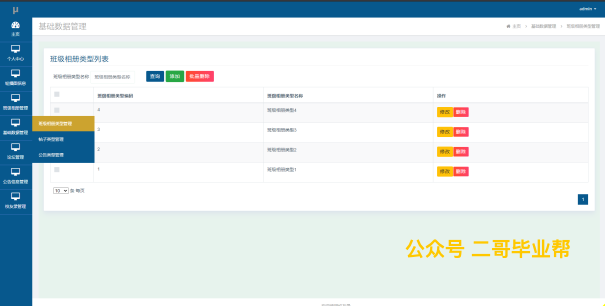 μ
admin
基础数据管理
主页 > 基础数据管理 > 班级相册类型管理
主页
个人中心
轮播图信息
班级相册管理
基础数据管理
论坛管理
公告信息管理
校友录管理
班级相册类型管理
帖子类型管理
公告类型管理
班级相册类型列表
班级相册类型名称 班级相册类型名称 查询 添加 批量删除
班级相册类型编码 班级相册类型名称 操作
4 班级相册类型4 修改 删除
3 班级相册类型3 修改 删除
2 班级相册类型2 修改 删除
1 班级相册类型1 修改 删除
10 条 每页
1
公众号 二哥毕业帮